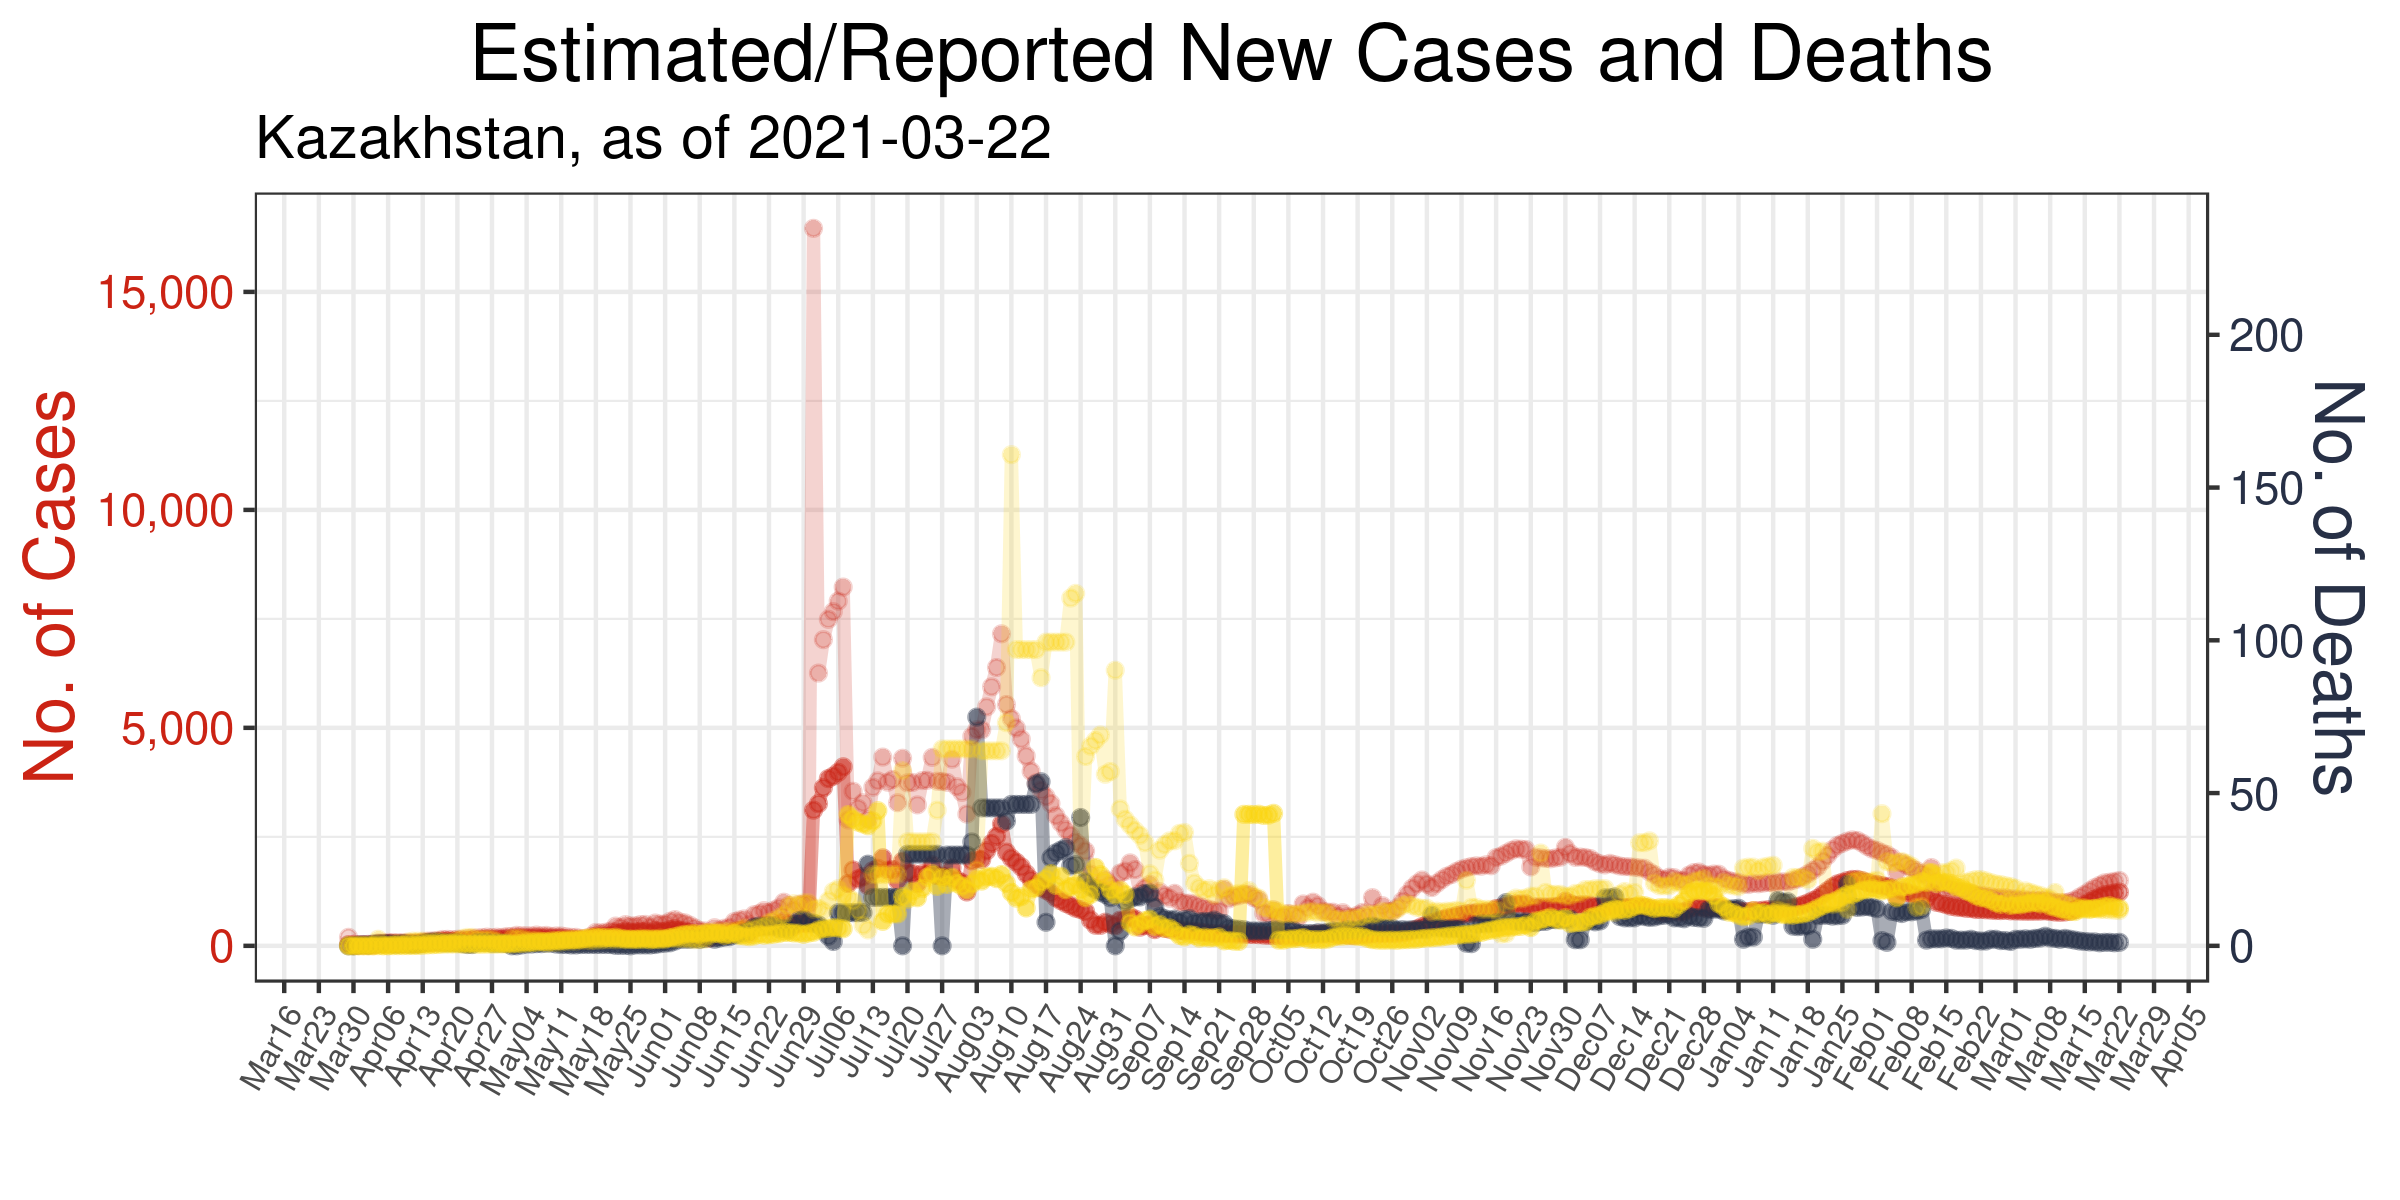 Estimated/Reported New Cases and Deaths
Kazakhstan, as of 2021-03-22
No. of Cases
15,000
10,000
5,000
0
No. of Deaths
200
150
100
50
0
Mar16
Mar23
Mar30
Apr06
Apr13
Apr20
Apr27
May04
May11
May18
May25
Jun01
Jun08
Jun15
Jun22
Jun29
Jul06
Jul13
Jul20
Jul27
Aug03
Aug10
Aug17
Aug24
Aug31
Sep07
Sep14
Sep21
Sep28
Oct05
Oct12
Oct19
Oct26
Nov02
Nov09
Nov16
Nov23
Nov30
Dec07
Dec14
Dec21
Dec28
Jan04
Jan11
Jan18
Jan25
Feb01
Feb08
Feb15
Feb22
Mar01
Mar08
Mar15
Mar22
Mar29
Apr05